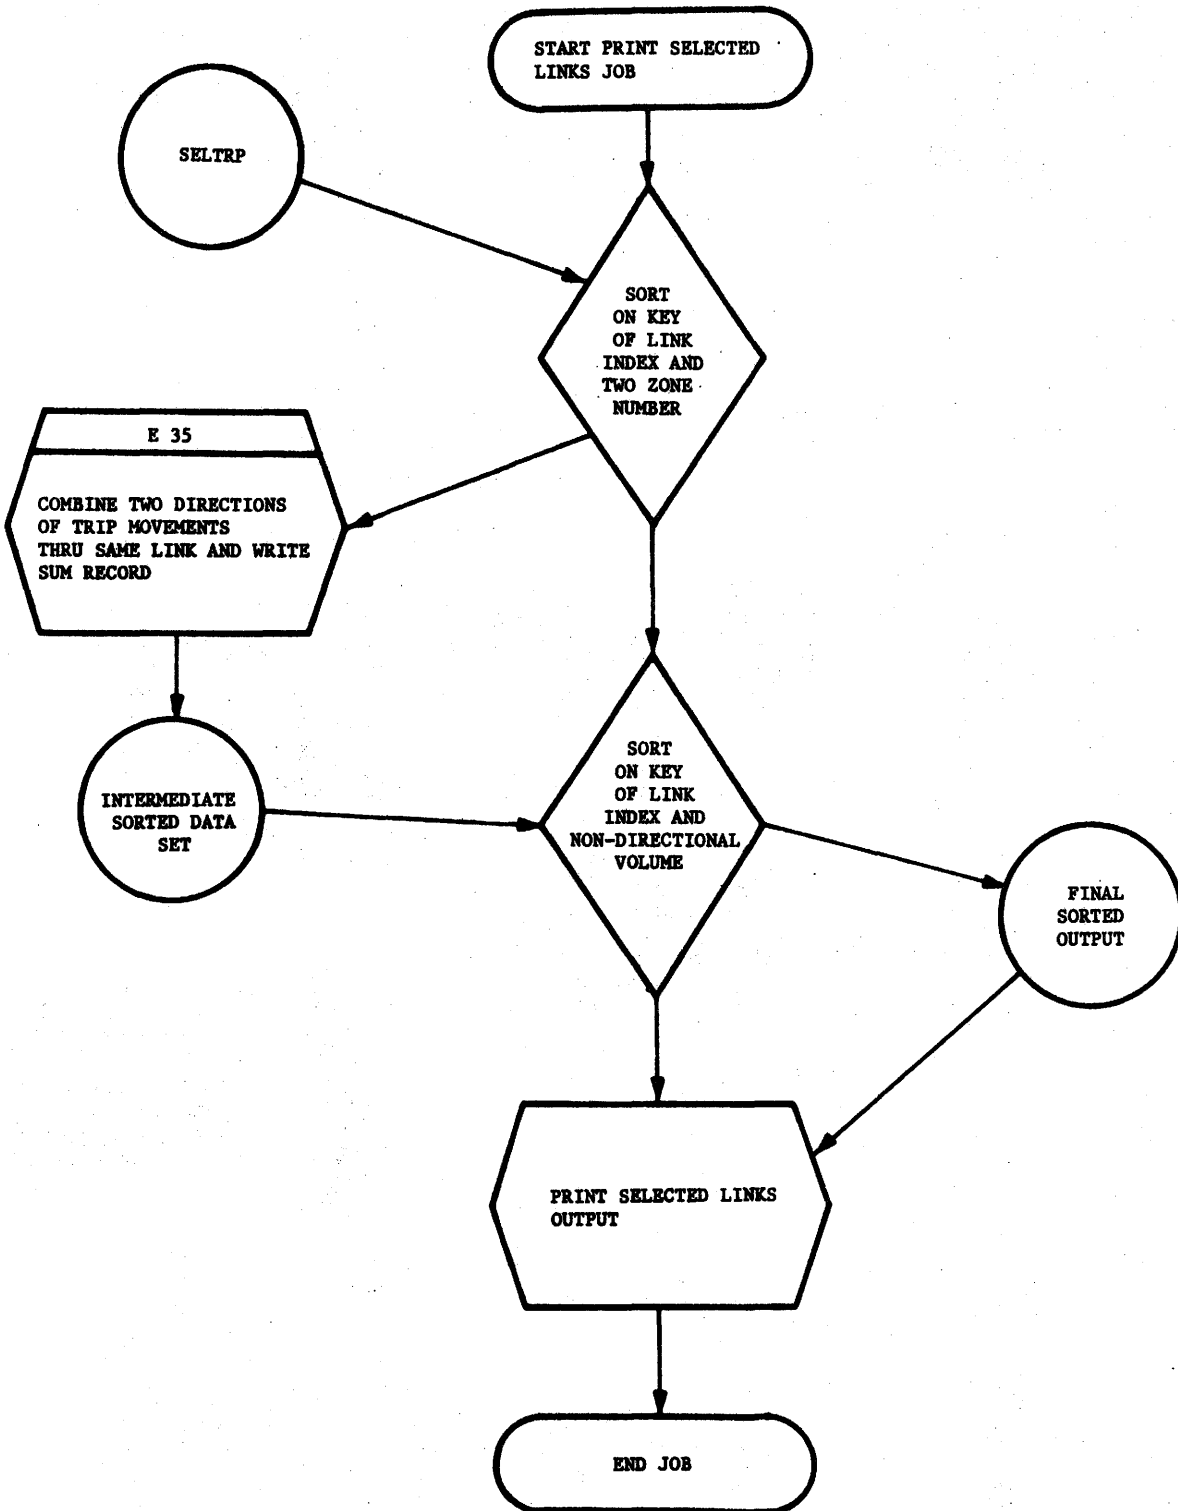 START PRINT SELECTED
LINKS JOB
SELTRP
SORT
ON KEY
OF LINK
INDEX AND
TWO ZONE
NUMBER
E 35
COMBINE TWO DIRECTIONS
OF TRIP MOVEMENTS
THRU SAME LINK AND WRITE
SUM RECORD
INTERMEDIATE
SORTED DATA
SET
SORT
ON KEY
OF LINK
INDEX AND
NON-DIRECTIONAL
VOLUME
FINAL
SORTED
OUTPUT
PRINT SELECTED LINKS
OUTPUT
END JOB